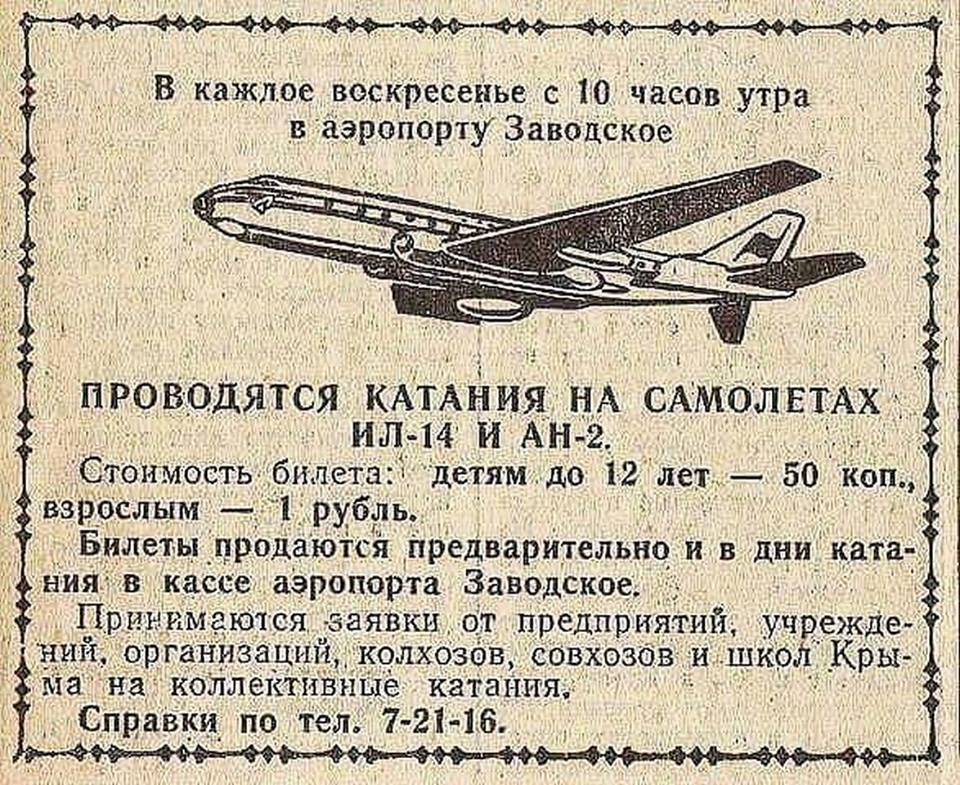 В каждое воскресенье с 10 часов утра
в аэропорту Заводское
ПРОВОДЯТСЯ КАТАНИЯ НА САМОЛЕТАХ
ИЛ-14 И АН-2.
Стоимость билета: детям до 12 лет — 50 коп.,
взрослым — 1 рубль.
Билеты продаются предварительно и в дни ката-
ния в кассе аэропорта Заводское.
Принимаются заявки от предприятий, учрежде-
ний, организаций, колхозов, совхозов и школ Кры-
ма на коллективные катания.
Справки по тел. 7-21-16.